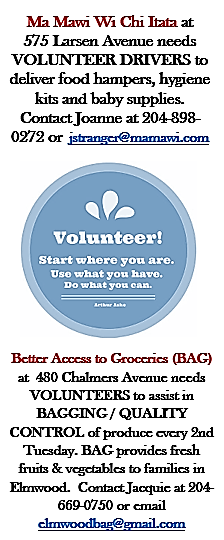 Ma Mawi Wi Chi Itata at
575 Larsen Avenue needs
VOLUNTEER DRIVERS to
deliver food hampers, hygiene
kits and baby supplies.
Contact Joanne at 204-898-
0272 or jstranger@mamawi.com
Volunteer!
Start where you are.
Use what you have.
Do what you can.
Arthur Ashe
Better Access to Groceries (BAG)
at 480 Chalmers Avenue needs
VOLUNTEERS to assist in
BAGGING / QUALITY
CONTROL of produce every 2nd
Tuesday. BAG provides fresh
fruits & vegetables to families in
Elmwood. Contact Jacquie at 204-
669-0750 or email
elmwoodbag@gmail.com